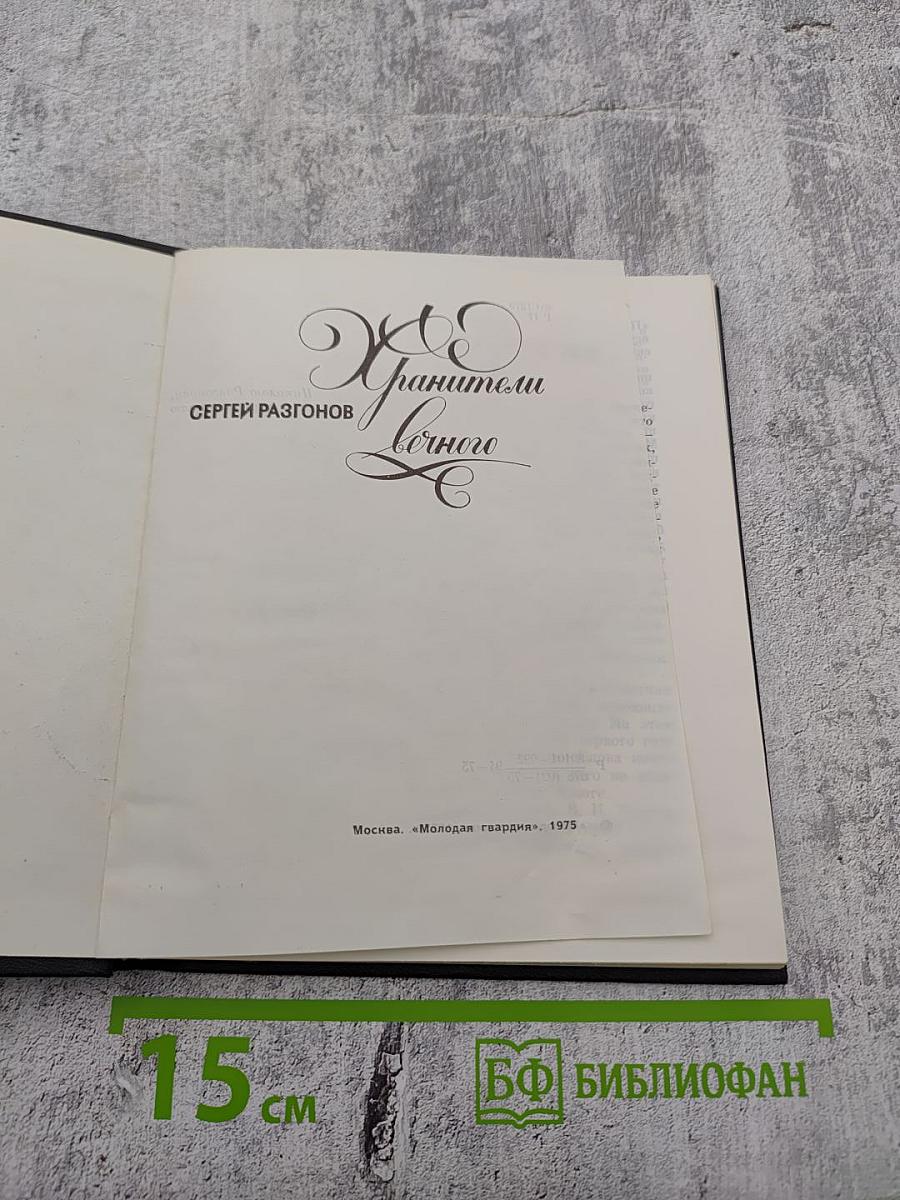 Хранители
СЕРГЕЙ РАЗГОНОВ
вечного
Москва. «Молодая гвардия». 1975
15 см
БФ БИБЛИОФАН